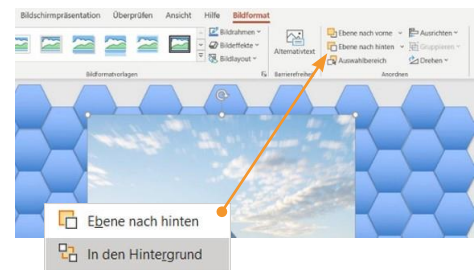 Bildschirmpräsentation Überprüfen Ansicht Hilfe Bildformat
Bildrahmen
Bildeffekte
Bildlayout
Alternativtext
Ebene nach vorne
Ebene nach hinten
Auswahlbereich
Ausrichten
Gruppieren
Drehen
Bildformatvorlagen
Barrierefreiheit
Anordnen
Ebene nach hinten
In den Hintergrund